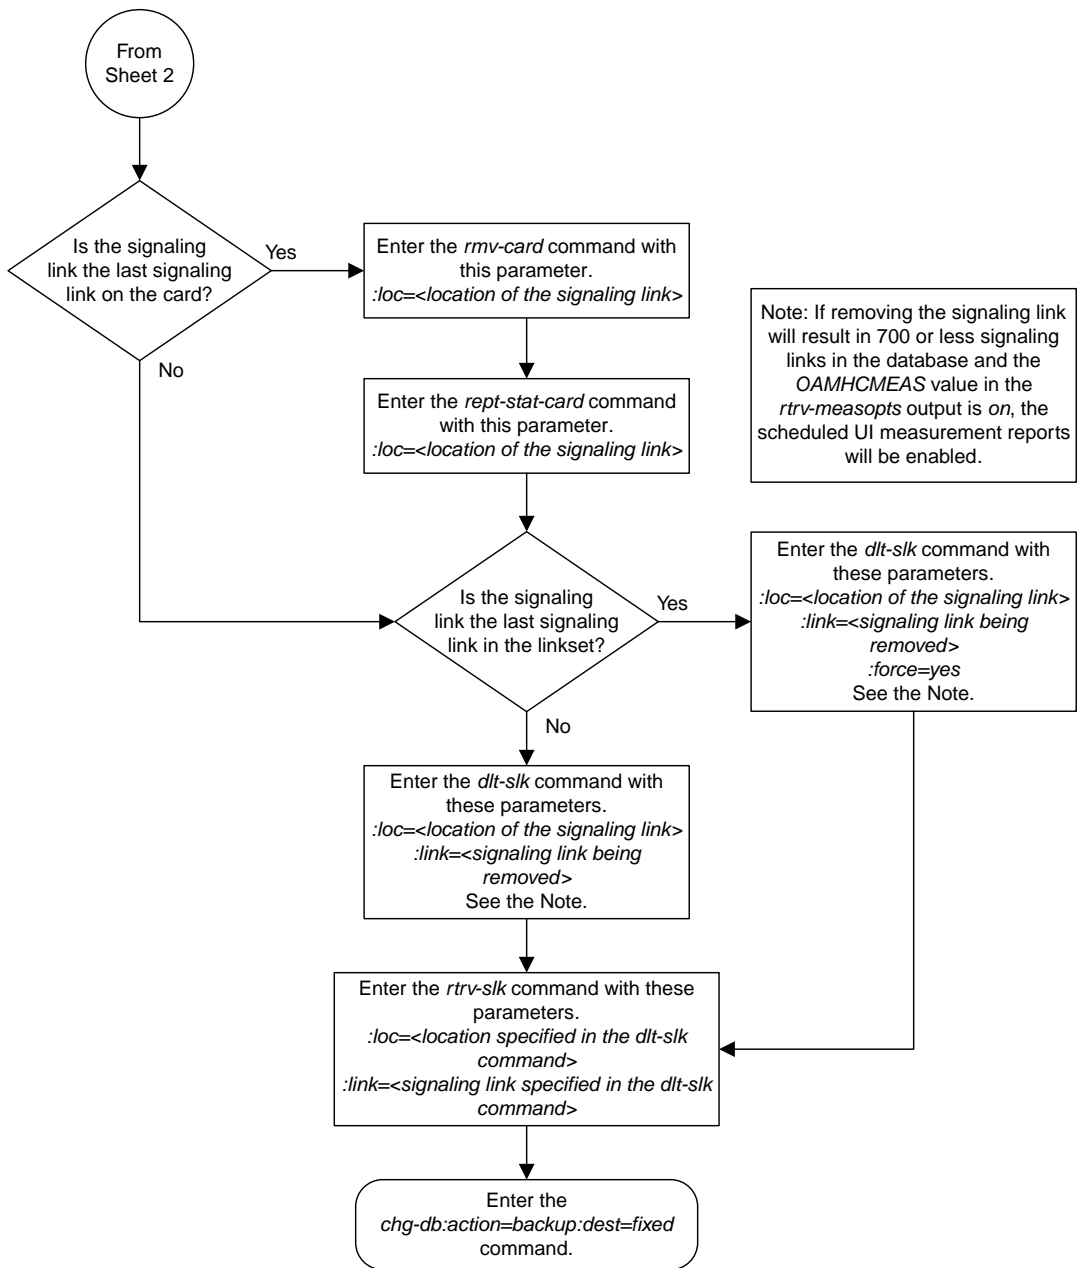 From
Sheet 2
Is the signaling
link the last signaling
link on the card?
Yes
No
Enter the rmv-card command with
this parameter.
:loc=<location of the signaling link>
Enter the rept-stat-card command
with this parameter.
:loc=<location of the signaling link>
Note: If removing the signaling link
will result in 700 or less signaling
links in the database and the
OAMHCMEAS value in the
rtrv-measopts output is on, the
scheduled UI measurement reports
will be enabled.
Is the signaling
link the last signaling
link in the linkset?
Yes
No
Enter the dlt-slk command with
these parameters.
:loc=<location of the signaling link>
:link=<signaling link being
removed>
:force=yes
See the Note.
Enter the dlt-slk command with
these parameters.
:loc=<location of the signaling link>
:link=<signaling link being
removed>
See the Note.
Enter the rtrv-slk command with these
parameters.
:loc=<location specified in the dlt-slk
command>
:link=<signaling link specified in the dlt-slk
command>
Enter the
chg-db:action=backup:dest=fixed
command.